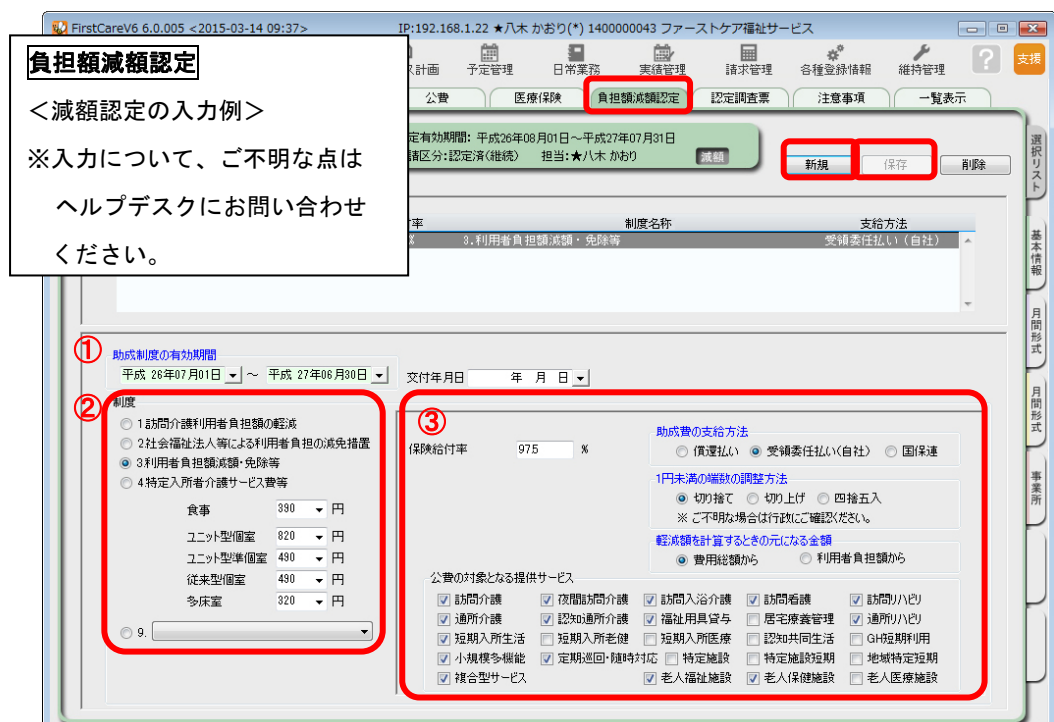 FirstCareV6 6.0.005 <2015-03-14 09:37> IP:192.168.1.22 ★八木 かおり(*) 1400000043 ファーストケア福祉サービス
負担額減額認定
<減額認定の入力例>
※入力について、ご不明な点は
ヘルプデスクにお問い合わせ
ください。
計画 予定管理 日常業務 実績管理 請求管理 各種登録情報 維持管理 ? 支援
公費 医療保険 負担額減額認定 認定調査票 注意事項 一覧表示
定有効期間: 平成26年08月01日～平成27年07月31日
請区分:認定済(継続) 担当:★八木 かおり 減額
新規 保存 削除
率 制度名称 支給方法
% 3.利用者負担額減額・免除等 受領委任払い(自社)
選択リスト
基本情報
月間形式
月間形式
事業所
①
助成制度の有効期間
平成 26年07月01日 ～ 平成 27年06月30日 交付年月日 年 月 日
②
制度
1訪問介護利用者負担額の軽減
2社会福祉法人等による利用者負担の減免措置
3利用者負担額減額・免除等
4特定入所者介護サービス費等
食事 390 円
ユニット型個室 820 円
ユニット型準個室 490 円
従来型個室 490 円
多床室 320 円
9.
③
保険給付率 97.5 %
助成費の支給方法
償還払い 受領委任払い(自社) 国保連
1円未満の端数の調整方法
切り捨て 切り上げ 四捨五入
※ ご不明な場合は行政にご確認ください。
軽減額を計算するときの元になる金額
費用総額から 利用者負担額から
公費の対象となる提供サービス
訪問介護 夜間訪問介護 訪問入浴介護 訪問看護 訪問リハビリ
通所介護 認知通所介護 福祉用具貸与 居宅療養管理 通所リハビリ
短期入所生活 短期入所老健 短期入所医療 認知共同生活 GH短期利用
小規模多機能 定期巡回・随時対応 特定施設 特定施設短期 地域特定短期
複合型サービス 老人福祉施設 老人保健施設 老人医療施設